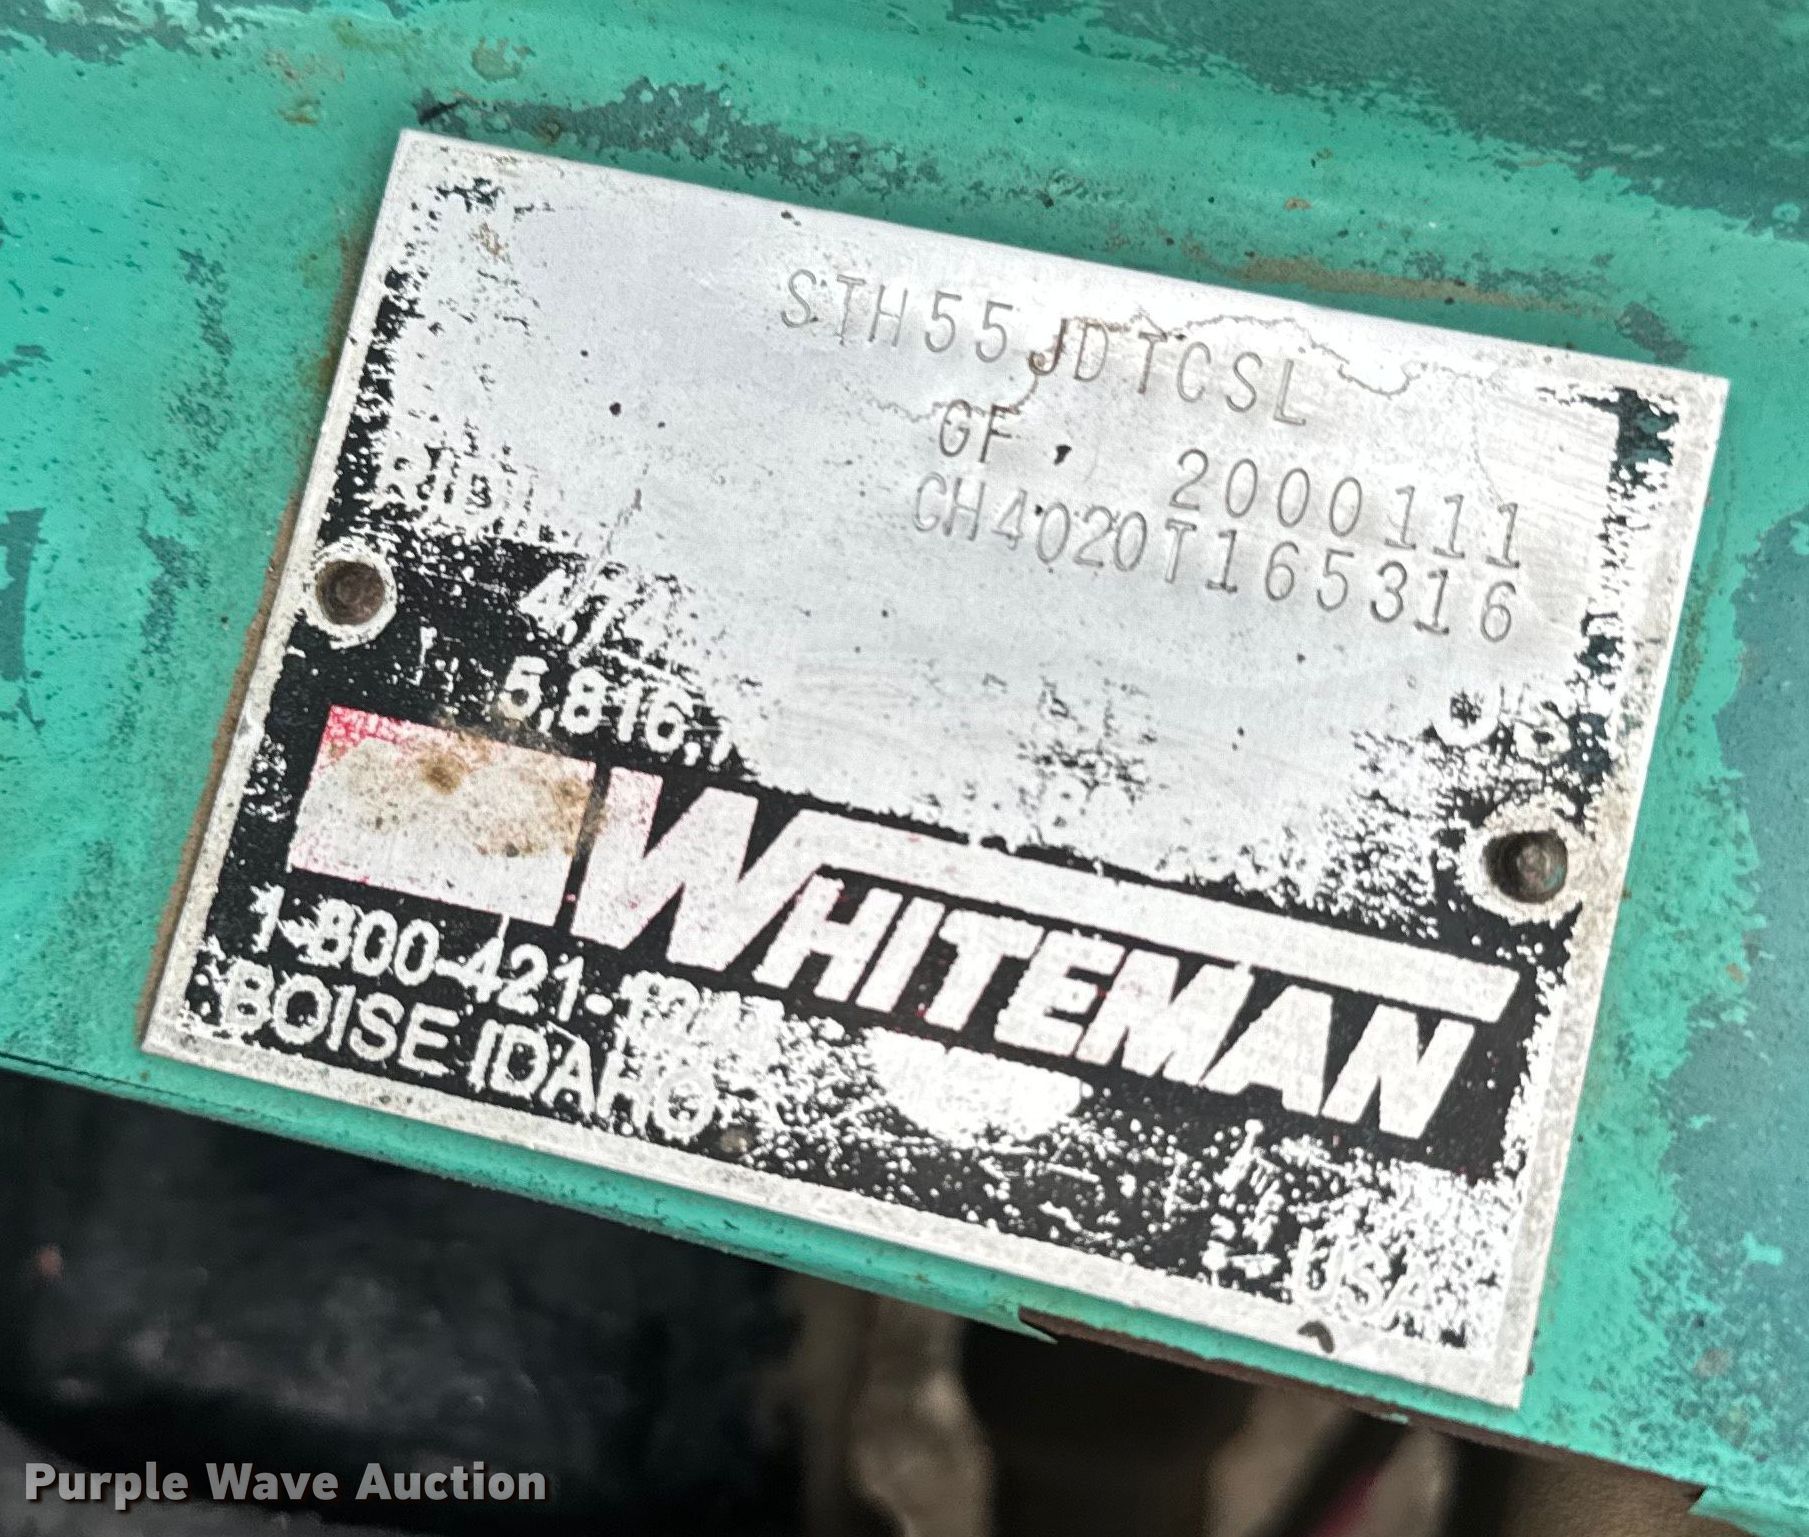 STH55JDTCSL
GF. 2000111
CH4020T165316
5,816,
WHITEMAN
1-800-421-
BOISE IDAHO
USA
Purple Wave Auction